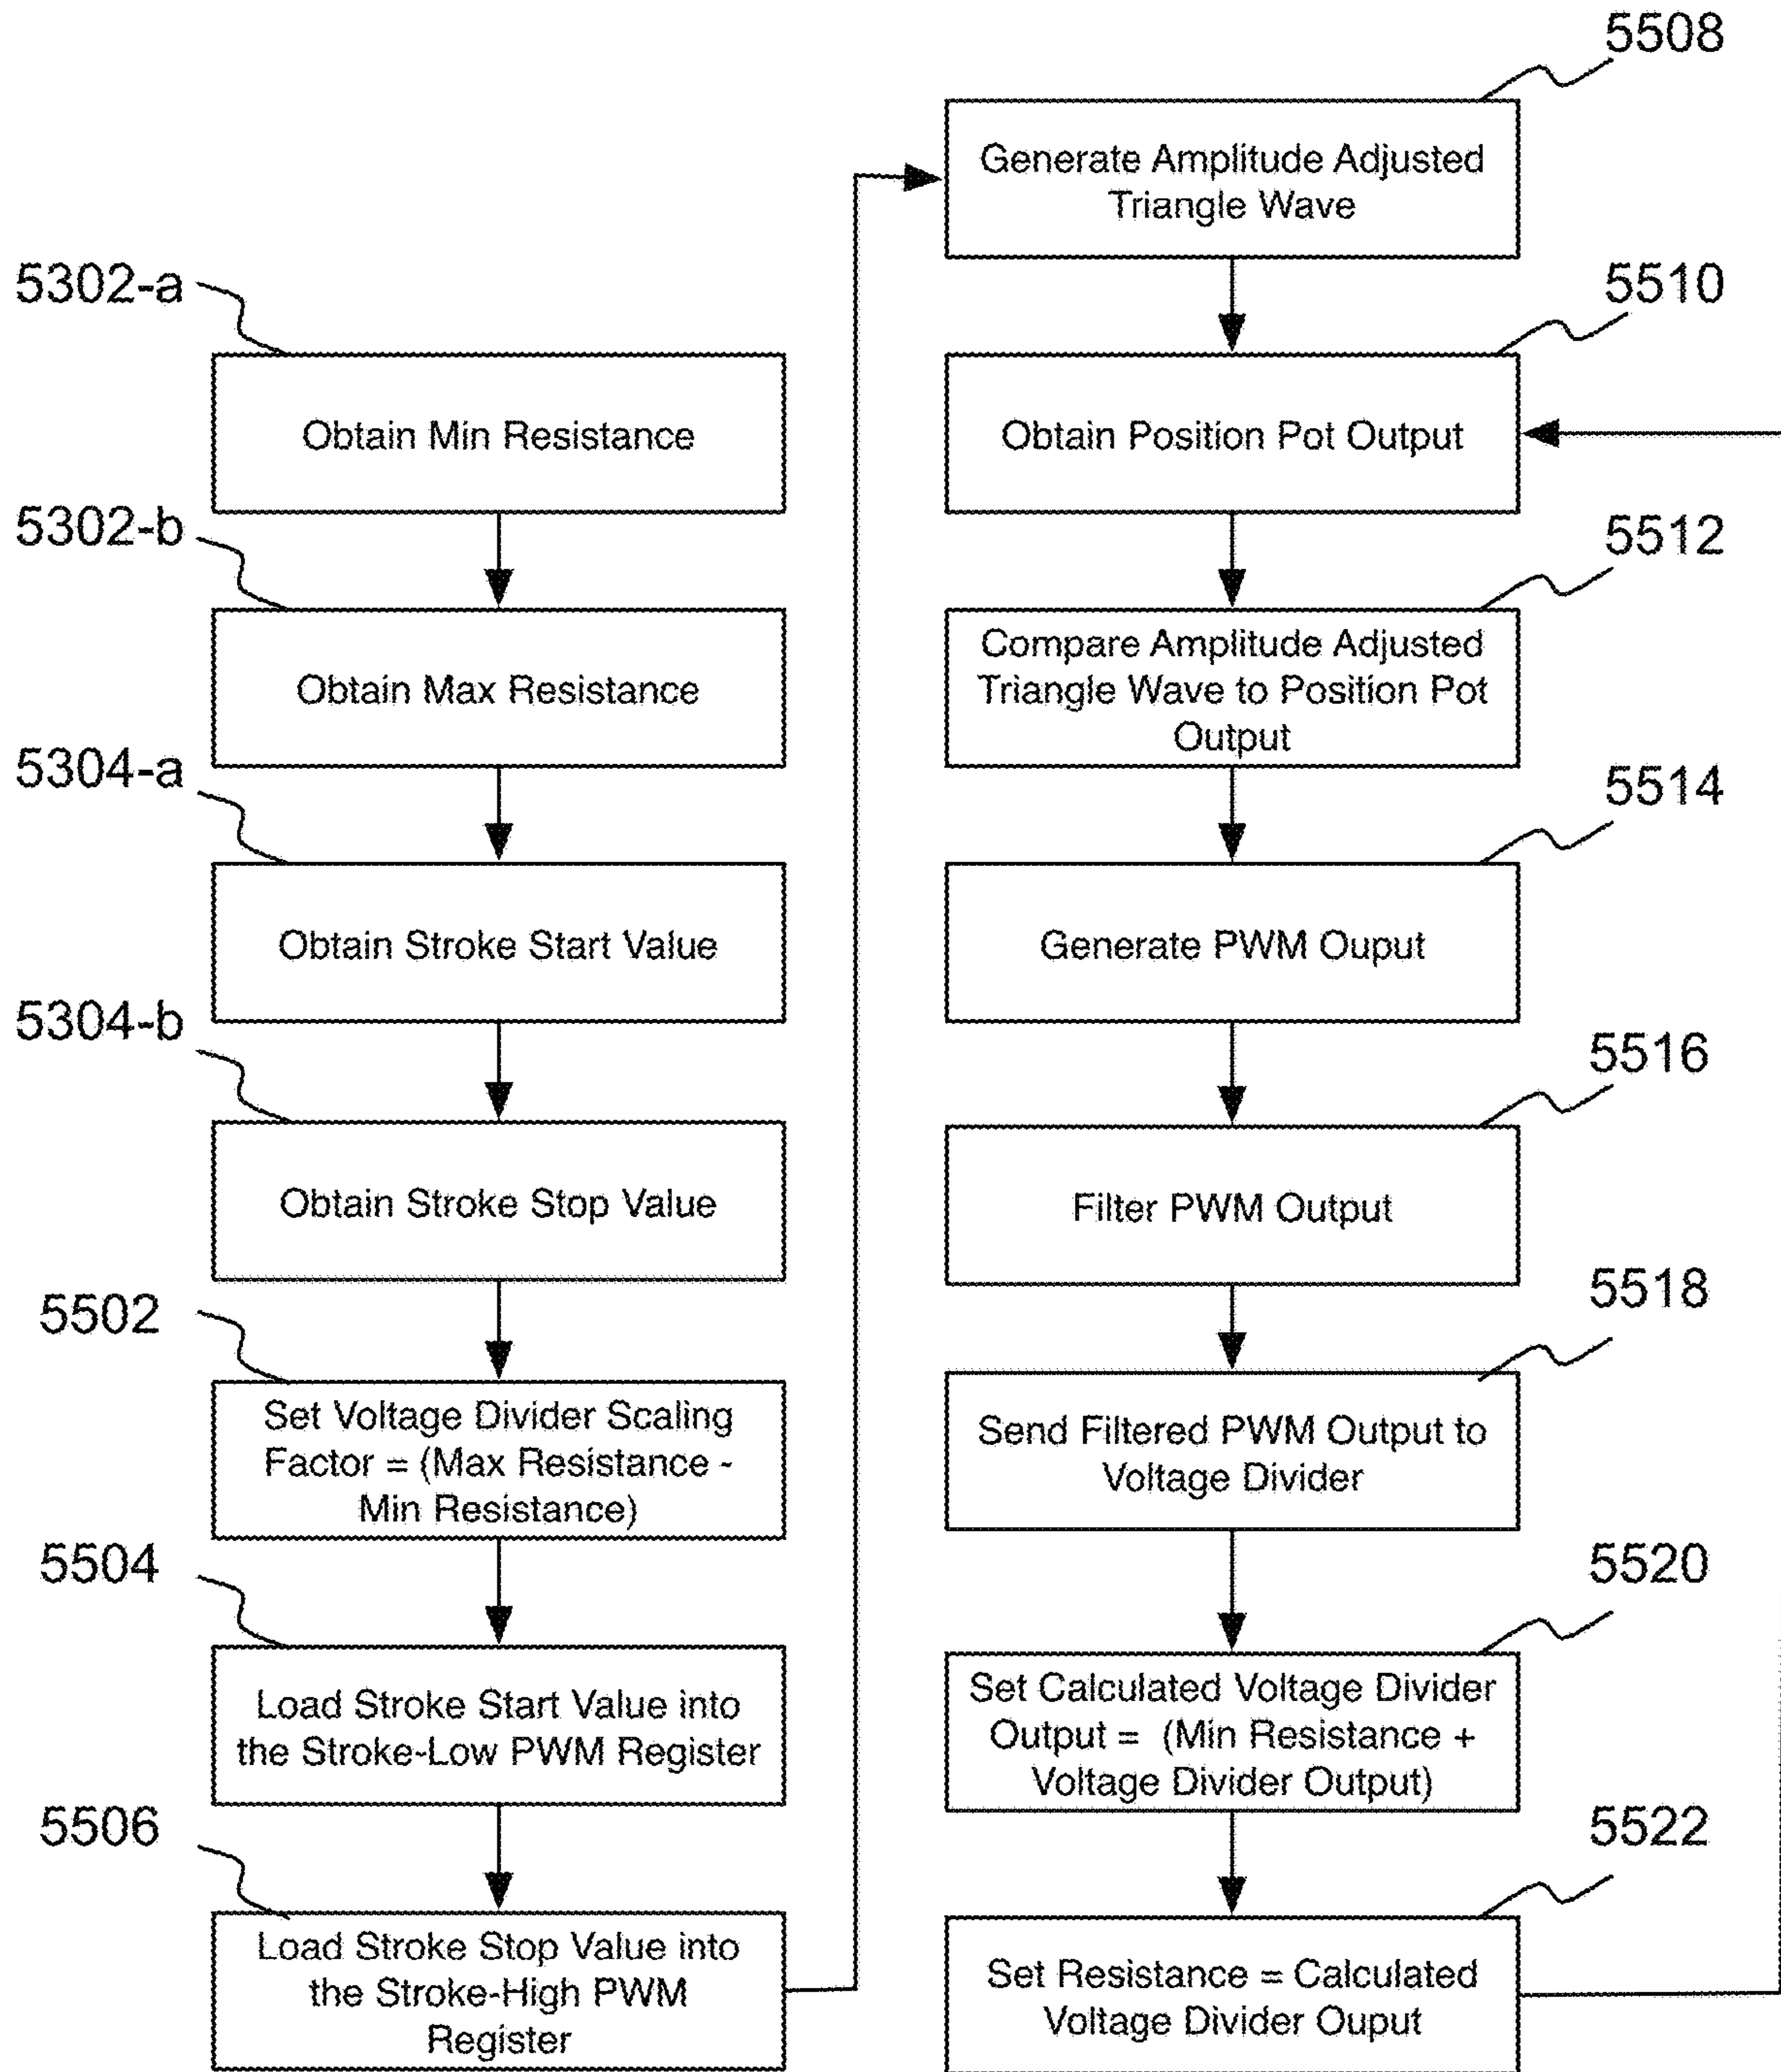 5302-a
Obtain Min Resistance
5302-b
Obtain Max Resistance
5304-a
Obtain Stroke Start Value
5304-b
Obtain Stroke Stop Value
5502
Set Voltage Divider Scaling
Factor = (Max Resistance -
Min Resistance)
5504
Load Stroke Start Value into
the Stroke-Low PWM Register
5506
Load Stroke Stop Value into
the Stroke-High PWM
Register
5508
Generate Amplitude Adjusted
Triangle Wave
5510
Obtain Position Pot Output
5512
Compare Amplitude Adjusted
Triangle Wave to Position Pot
Output
5514
Generate PWM Ouput
5516
Filter PWM Output
5518
Send Filtered PWM Output to
Voltage Divider
5520
Set Calculated Voltage Divider
Output = (Min Resistance +
Voltage Divider Output)
5522
Set Resistance = Calculated
Voltage Divider Ouput